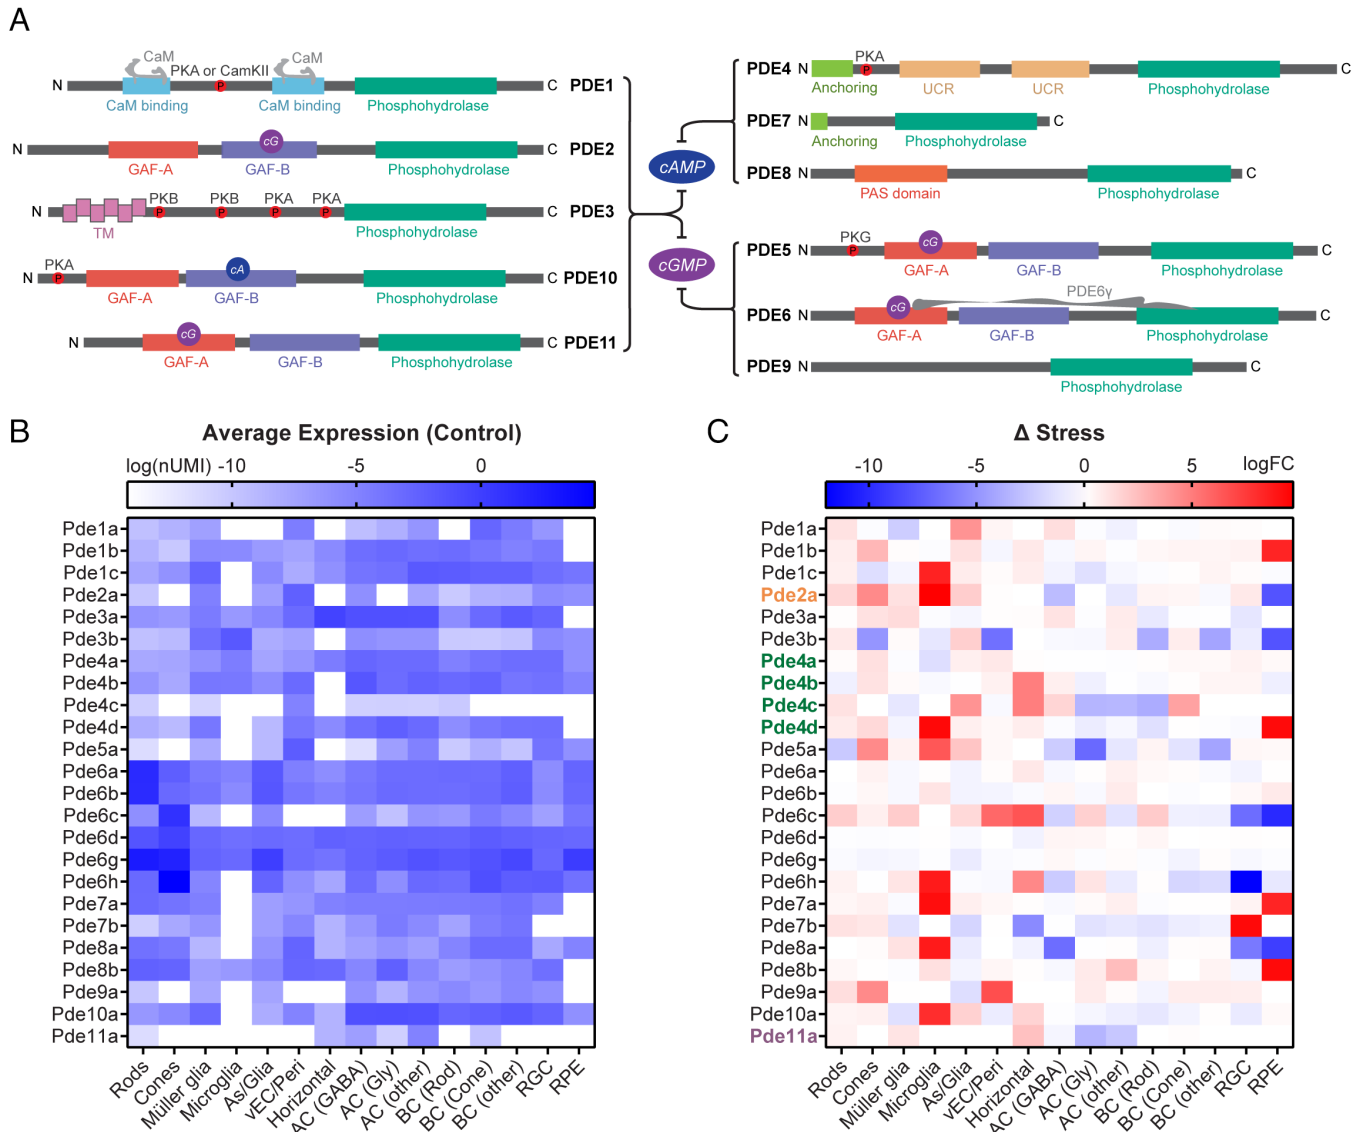 A
N CaM PKA or CamKII CaM P C PDE1
CaM binding CaM binding Phosphohydrolase
N cG C PDE2
GAF-A GAF-B Phosphohydrolase
N PKB PKB PKA PKA P P P P C PDE3
TM Phosphohydrolase
PKA
N P cA C PDE10
GAF-A GAF-B Phosphohydrolase
N cG C PDE11
GAF-A GAF-B Phosphohydrolase
cAMP
cGMP
PDE4 N PKA P C
Anchoring UCR UCR Phosphohydrolase
PDE7 N C
Anchoring Phosphohydrolase
PDE8 N C
PAS domain Phosphohydrolase
PDE5 N PKG P cG C
GAF-A GAF-B Phosphohydrolase
PDE6 N cG PDE6γ C
GAF-A GAF-B Phosphohydrolase
PDE9 N C
Phosphohydrolase
B
Average Expression (Control)
log(nUMI) -10 -5 0
Pde1a
Pde1b
Pde1c
Pde2a
Pde3a
Pde3b
Pde4a
Pde4b
Pde4c
Pde4d
Pde5a
Pde6a
Pde6b
Pde6c
Pde6d
Pde6g
Pde6h
Pde7a
Pde7b
Pde8a
Pde8b
Pde9a
Pde10a
Pde11a
Rods
Cones
Müller glia
Microglia
As/Glia
vEC/Peri
Horizontal
AC (GABA)
AC (Gly)
AC (other)
BC (Rod)
BC (Cone)
BC (other)
RGC
RPE
C
Δ Stress
-10 -5 0 5 logFC
Pde1a
Pde1b
Pde1c
Pde2a
Pde3a
Pde3b
Pde4a
Pde4b
Pde4c
Pde4d
Pde5a
Pde6a
Pde6b
Pde6c
Pde6d
Pde6g
Pde6h
Pde7a
Pde7b
Pde8a
Pde8b
Pde9a
Pde10a
Pde11a
Rods
Cones
Müller glia
Microglia
As/Glia
vEC/Peri
Horizontal
AC (GABA)
AC (Gly)
AC (other)
BC (Rod)
BC (Cone)
BC (other)
RGC
RPE